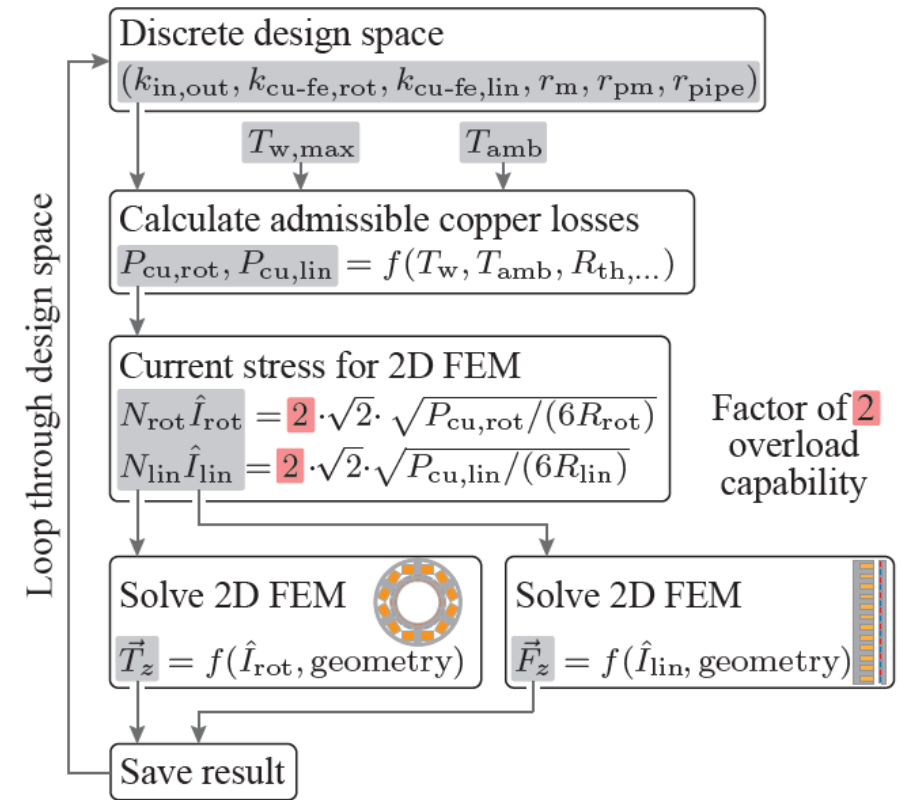 Discrete design space
(k_in,out, k_cu-fe,rot, k_cu-fe,lin, r_m, r_pm, r_pipe)
T_w,max
T_amb
Calculate admissible copper losses
P_cu,rot, P_cu,lin = f(T_w, T_amb, R_th,...)
Loop through design space
Current stress for 2D FEM
N_rot Î_rot = 2 · √2 · √(P_cu,rot/(6R_rot))
N_lin Î_lin = 2 · √2 · √(P_cu,lin/(6R_lin))
Factor of 2
overload
capability
Solve 2D FEM
T⃗_z = f(Î_rot, geometry)
Solve 2D FEM
F⃗_z = f(Î_lin, geometry)
Save result